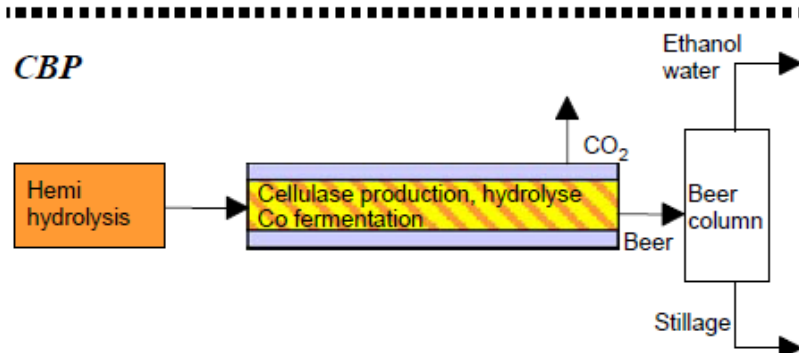 CBP
Ethanol
water
CO2
Hemi
hydrolysis
Cellulase production, hydrolyse
Co fermentation
Beer
Beer
column
Stillage